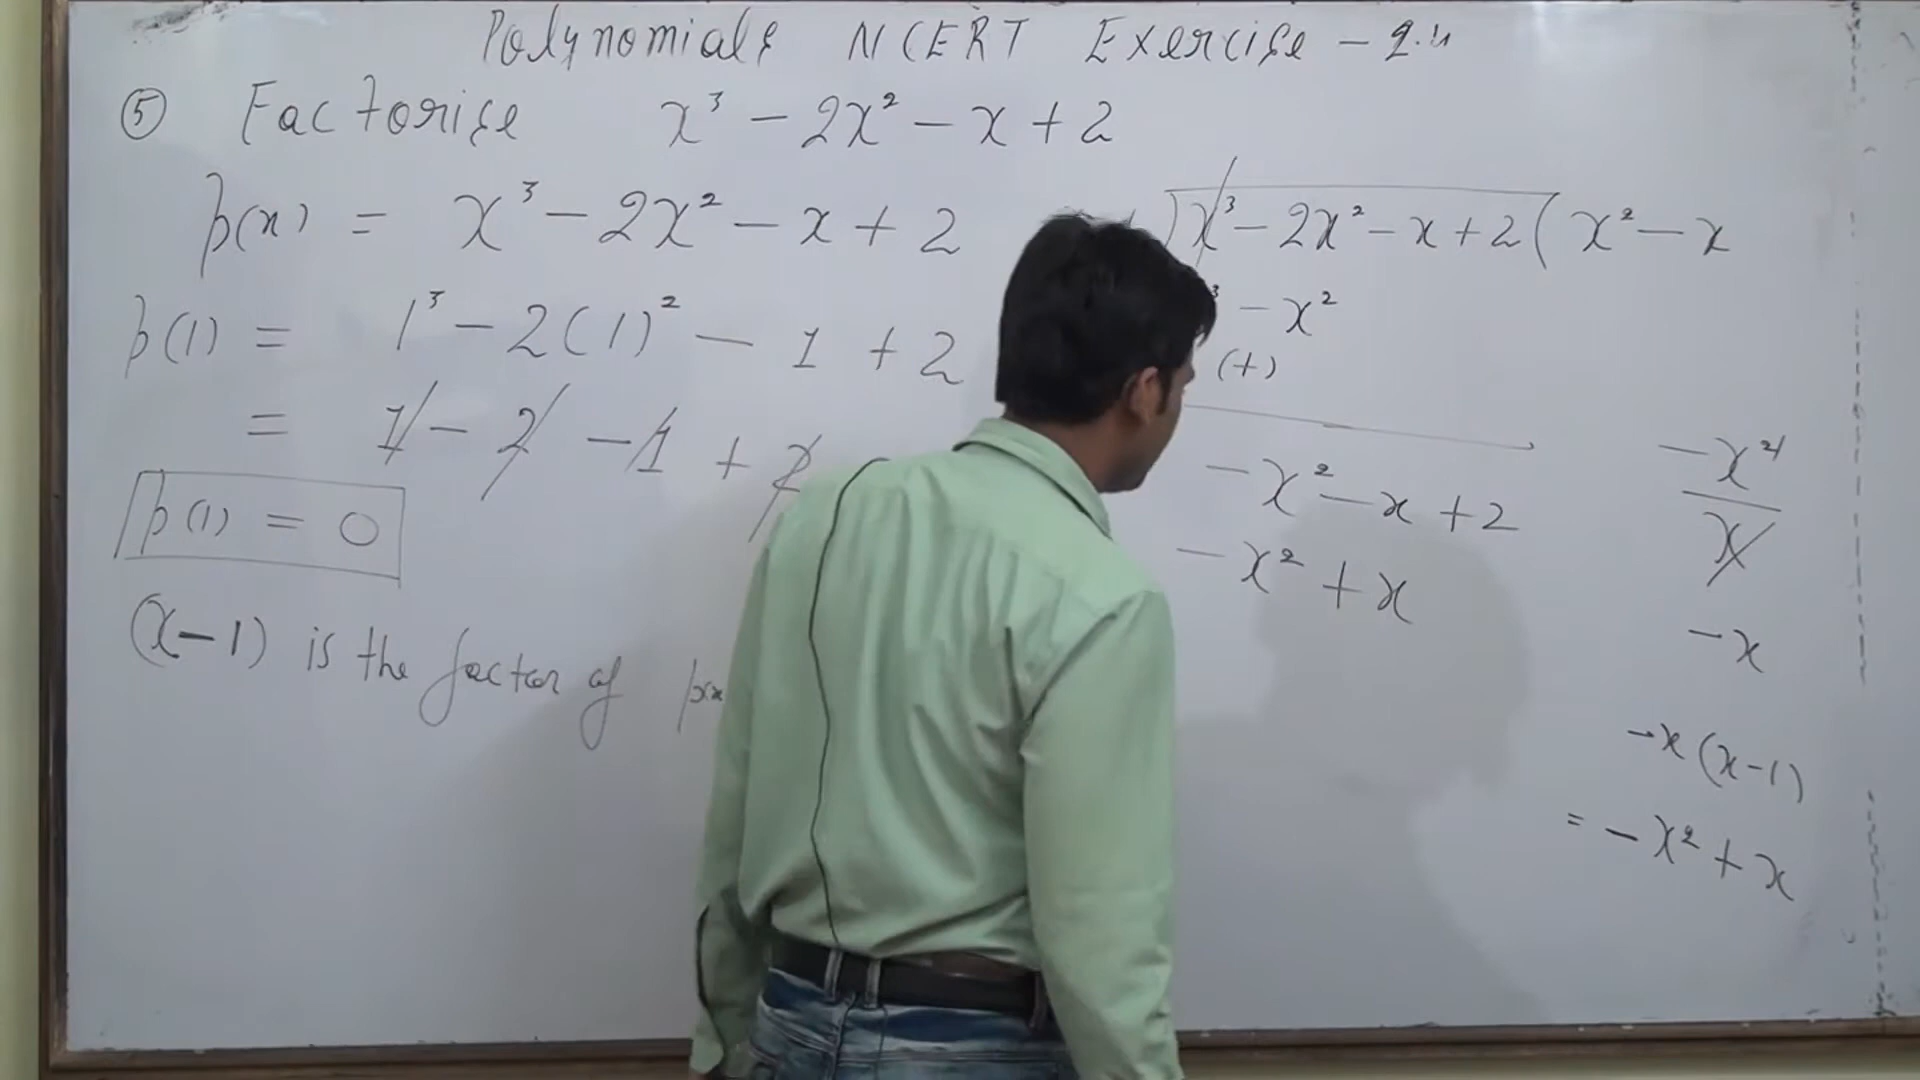 Polynomials NCERT Exercise - 2.4
⑤ Factorise x³ - 2x² - x + 2
p(x) = x³ - 2x² - x + 2
p(1) = 1³ - 2(1)² - 1 + 2
= 1 - 2 - 1 + 2
p(1) = 0
(x-1) is the factor of
) x³ - 2x² - x + 2 ( x² - x
³ - x²
(+)
- x² - x + 2
- x² + x
-x²
x
- x
-x (x-1)
= - x² + x